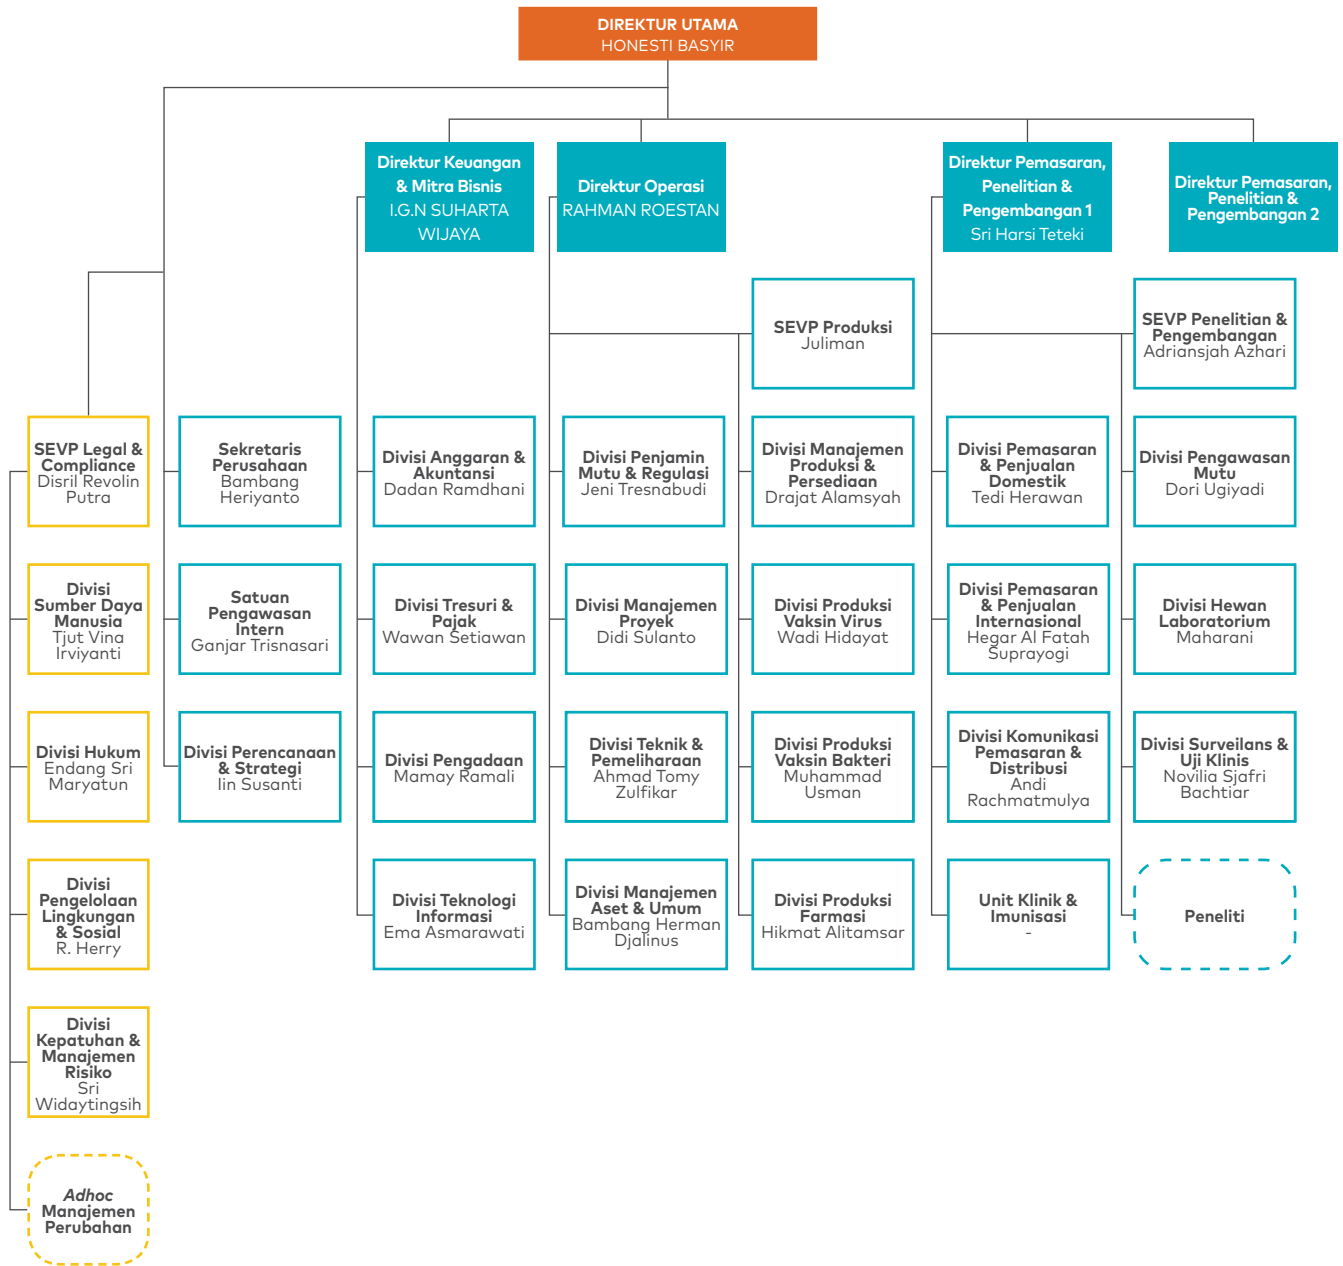 DIREKTUR UTAMA
HONESTI BASYIR
Direktur Keuangan
& Mitra Bisnis
I.G.N SUHARTA
WIJAYA
Direktur Operasi
RAHMAN ROESTAN
Direktur Pemasaran,
Penelitian &
Pengembangan 1
Sri Harsi Teteki
Direktur Pemasaran,
Penelitian &
Pengembangan 2
SEVP Produksi
Juliman
SEVP Penelitian &
Pengembangan
Adriansjah Azhari
SEVP Legal &
Compliance
Disril Revolin
Putra
Sekretaris
Perusahaan
Bambang
Heriyanto
Divisi Anggaran &
Akuntansi
Dadan Ramdhani
Divisi Penjamin
Mutu & Regulasi
Jeni Tresnabudi
Divisi Manajemen
Produksi &
Persediaan
Drajat Alamsyah
Divisi Pemasaran
& Penjualan
Domestik
Tedi Herawan
Divisi Pengawasan
Mutu
Dori Ugiyadi
Divisi
Sumber Daya
Manusia
Tjut Vina
Irviyanti
Satuan
Pengawasan
Intern
Ganjar Trisnasari
Divisi Tresuri &
Pajak
Wawan Setiawan
Divisi Manajemen
Proyek
Didi Sulanto
Divisi Produksi
Vaksin Virus
Wadi Hidayat
Divisi Pemasaran
& Penjualan
Internasional
Hegar Al Fatah
Suprayogi
Divisi Hewan
Laboratorium
Maharani
Divisi Hukum
Endang Sri
Maryatun
Divisi Perencanaan
& Strategi
Iin Susanti
Divisi Pengadaan
Mamay Ramali
Divisi Teknik &
Pemeliharaan
Ahmad Tomy
Zulfikar
Divisi Produksi
Vaksin Bakteri
Muhammad
Usman
Divisi Komunikasi
Pemasaran &
Distribusi
Andi
Rachmatmulya
Divisi Surveilans &
Uji Klinis
Novilia Sjafri
Bachtiar
Divisi
Pengelolaan
Lingkungan
& Sosial
R. Herry
Divisi Teknologi
Informasi
Ema Asmarawati
Divisi Manajemen
Aset & Umum
Bambang Herman
Djalinus
Divisi Produksi
Farmasi
Hikmat Alitamsar
Unit Klinik &
Imunisasi
-
Peneliti
Divisi
Kepatuhan &
Manajemen
Risiko
Sri
Widaytingsih
Adhoc
Manajemen
Perubahan